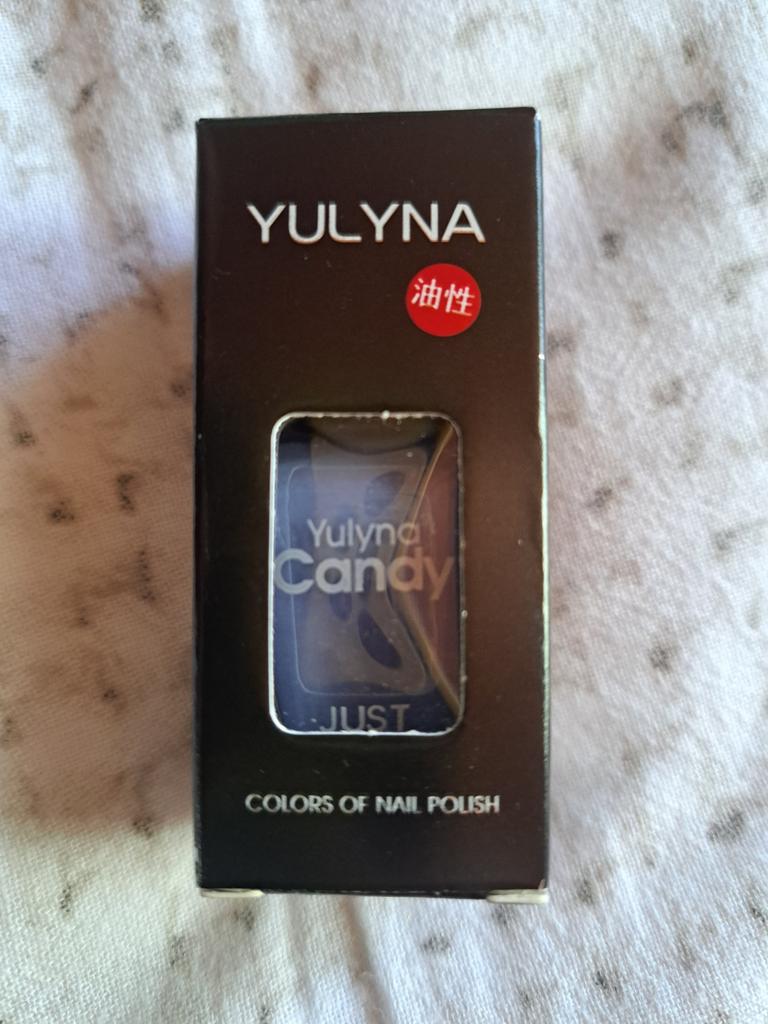 YULYNA
油性
Yulyna
Candy
JUST
COLORS OF NAIL POLISH